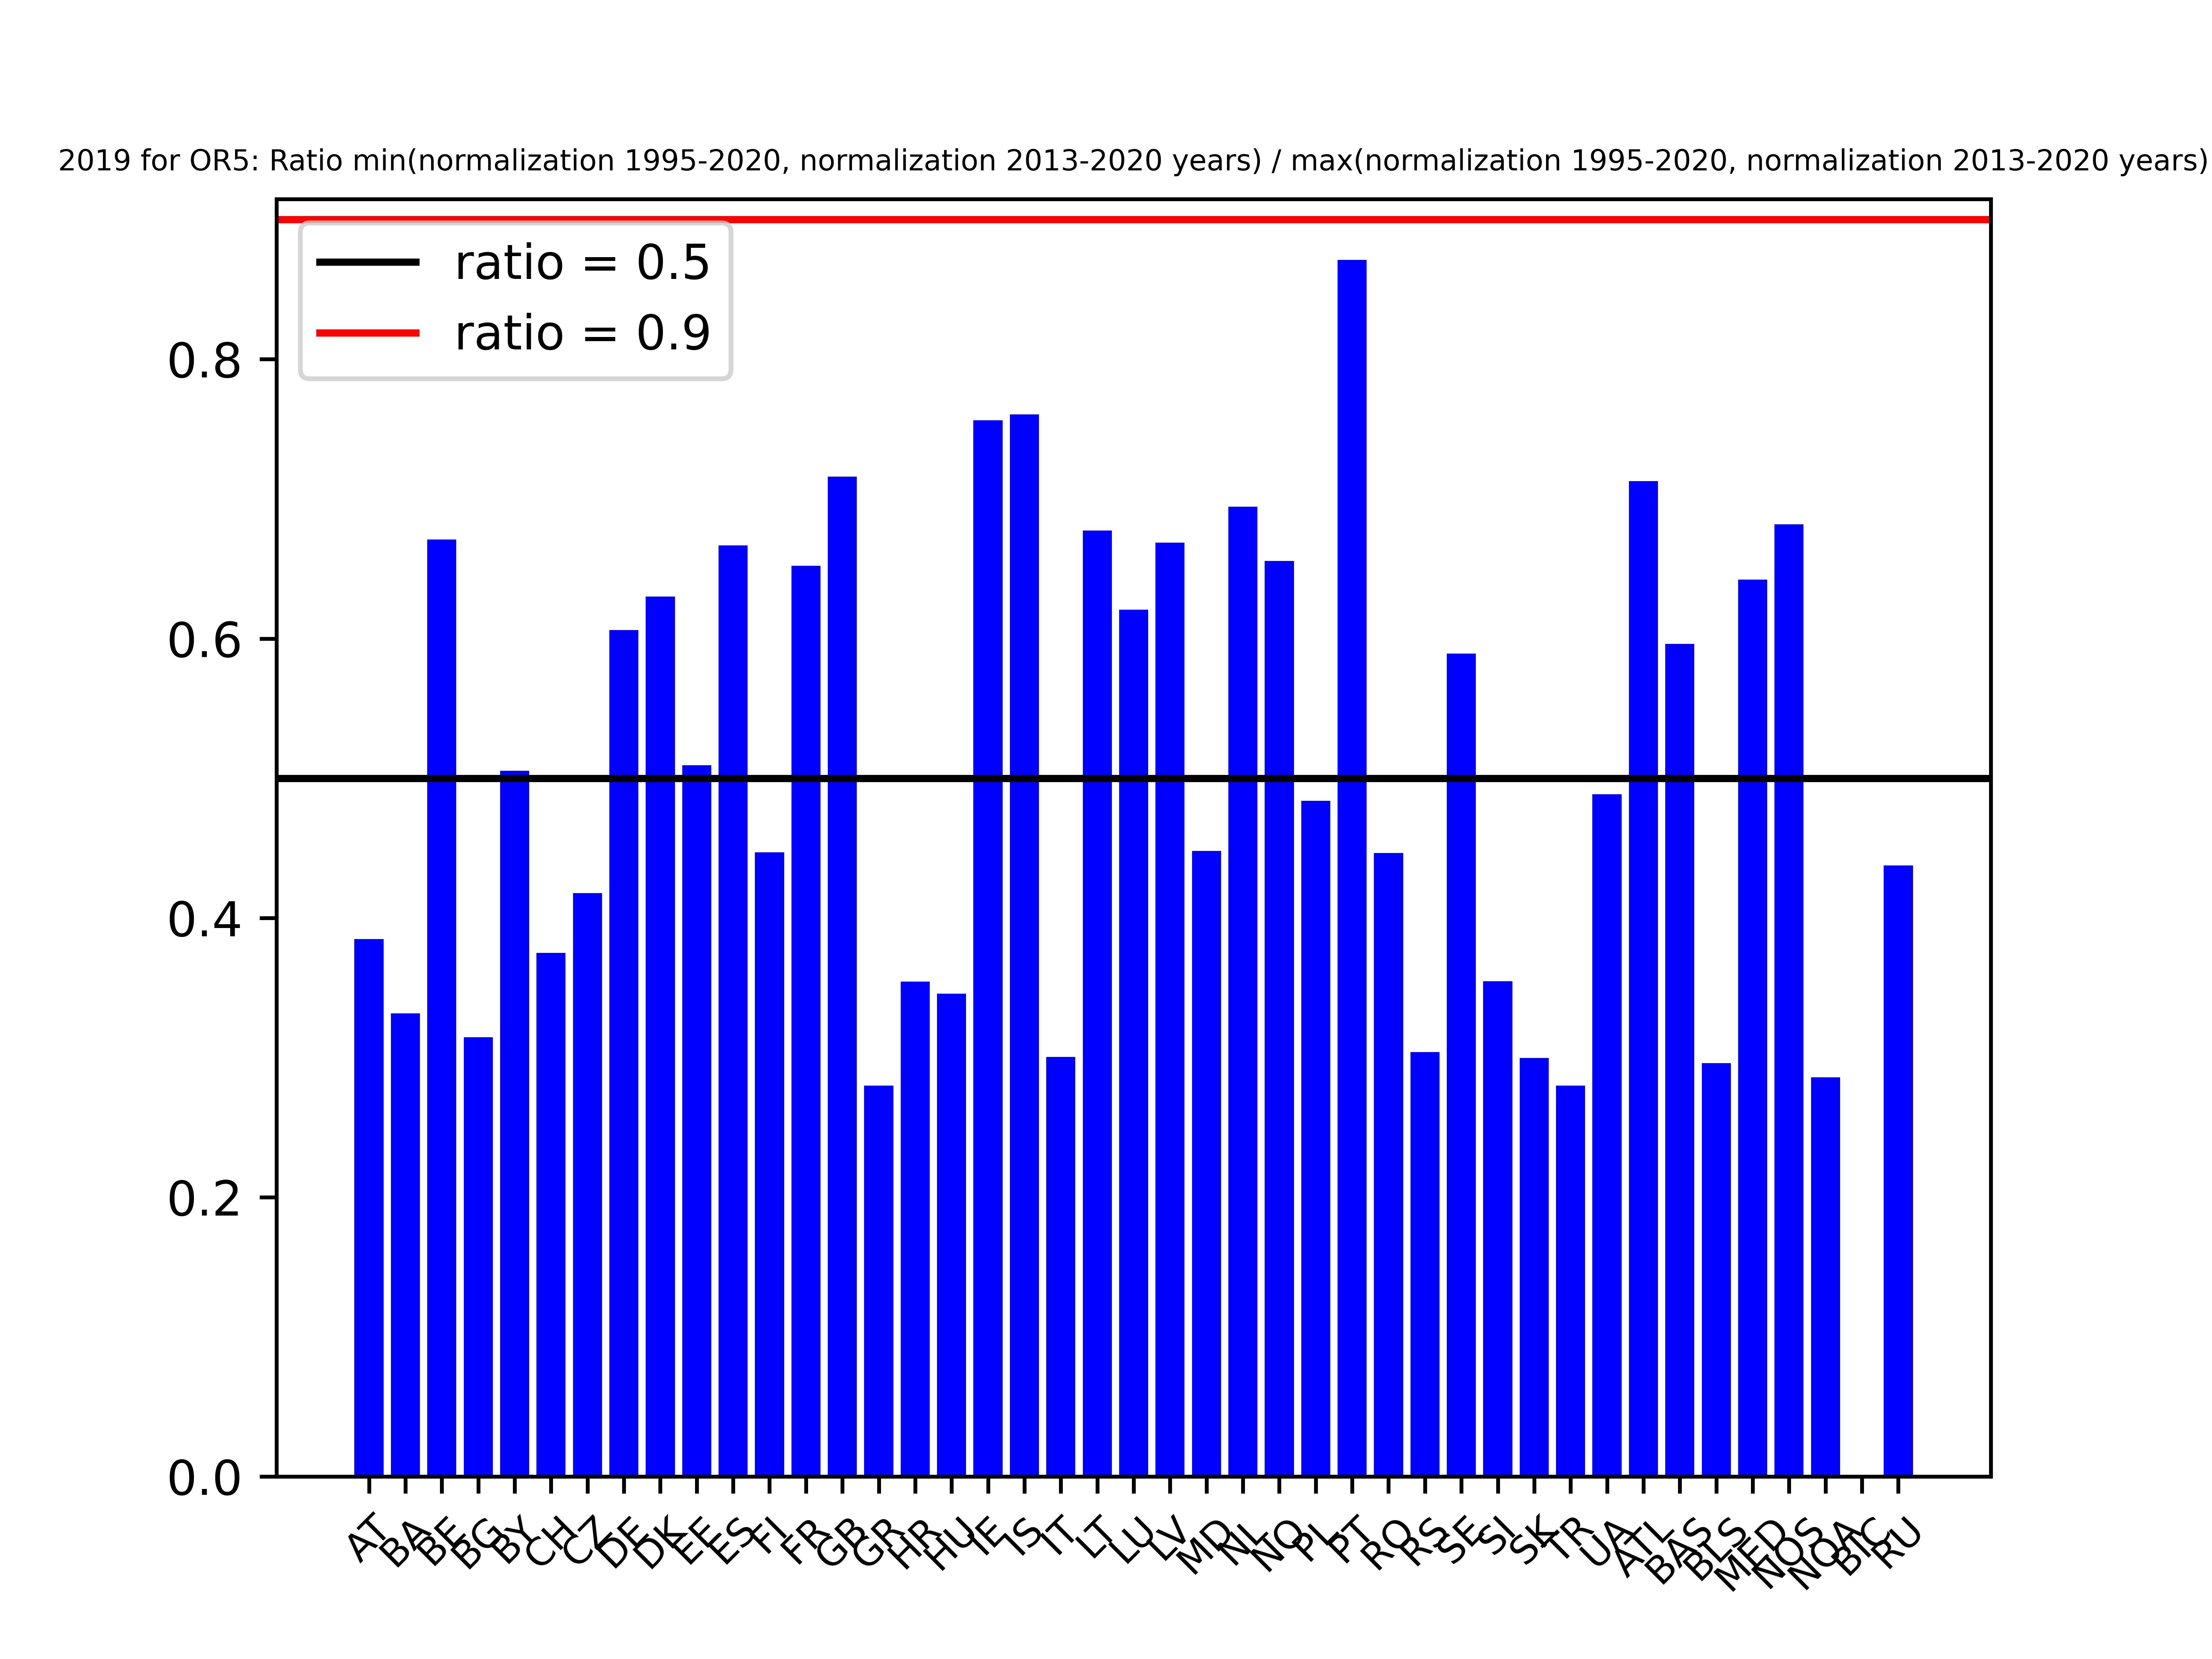 2019 for OR5: Ratio min(normalization 1995-2020, normalization 2013-2020 years) / max(normalization 1995-2020, normalization 2013-2020 years)
ratio = 0.5
ratio = 0.9
0.8
0.6
0.4
0.2
0.0
AT
BA
BE
BG
BY
CH
CZ
DE
DK
EE
ES
FI
FR
GB
GR
HR
HU
IE
IS
IT
LT
LU
LV
MD
NL
NO
PL
PT
RO
RS
SE
SI
SK
TR
UA
ATL
BAS
BLS
MED
NOS
NOA
BIC
RU